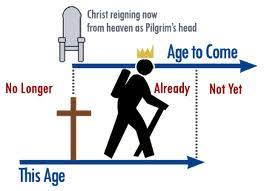 Christ reigning now
from heaven as Pilgrim's head
Age to Come
No Longer
Already
Not Yet
This Age